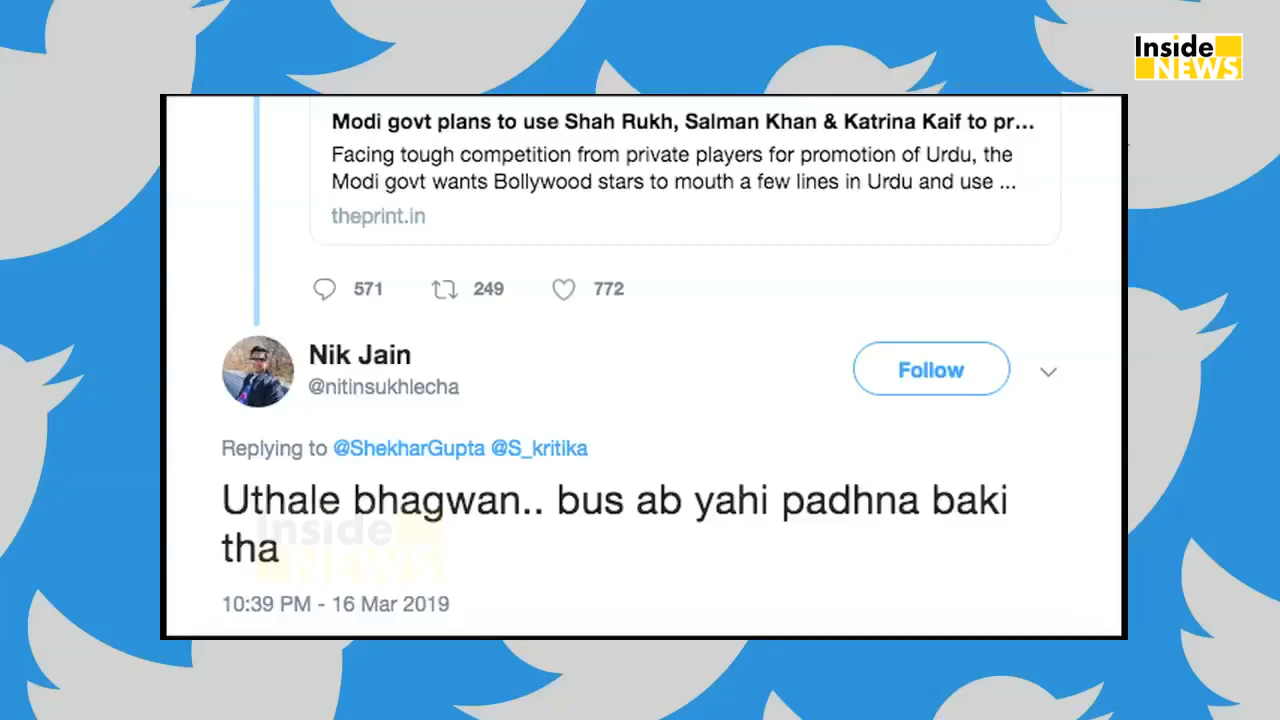 Inside
NEWS
Modi govt plans to use Shah Rukh, Salman Khan & Katrina Kaif to pr...
Facing tough competition from private players for promotion of Urdu, the
Modi govt wants Bollywood stars to mouth a few lines in Urdu and use ...
theprint.in
571 249 772
Nik Jain
@nitinsukhlecha
Follow
Replying to @ShekharGupta @S_kritika
Uthale bhagwan.. bus ab yahi padhna baki
tha
Inside
NEWS
10:39 PM - 16 Mar 2019